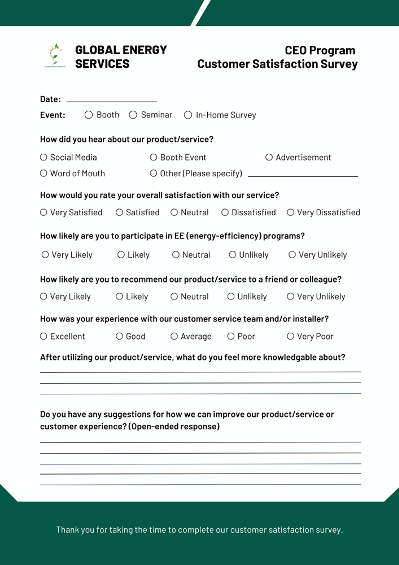 GLOBAL ENERGY
SERVICES
CEO Program
Customer Satisfaction Survey
Date:
Event: Booth Seminar In-Home Survey
How did you hear about our product/service?
Social Media Booth Event Advertisement
Word of Mouth Other (Please specify)
How would you rate your overall satisfaction with our service?
Very Satisfied Satisfied Neutral Dissatisfied Very Dissatisfied
How likely are you to participate in EE (energy-efficiency) programs?
Very Likely Likely Neutral Unlikely Very Unlikely
How likely are you to recommend our product/service to a friend or colleague?
Very Likely Likely Neutral Unlikely Very Unlikely
How was your experience with our customer service team and/or installer?
Excellent Good Average Poor Very Poor
After utilizing our product/service, what do you feel more knowledgable about?
Do you have any suggestions for how we can improve our product/service or
customer experience? (Open-ended response)
Thank you for taking the time to complete our customer satisfaction survey.